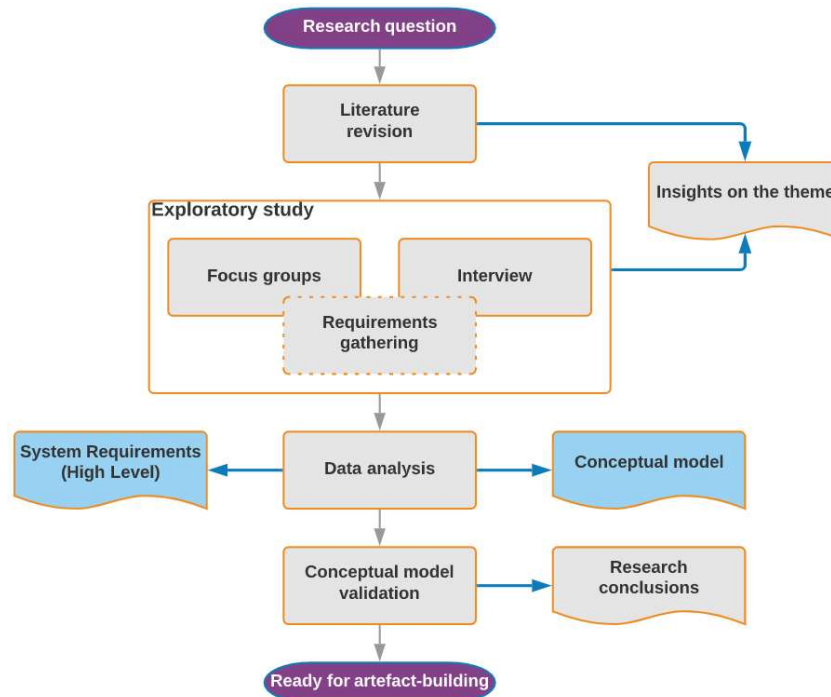 Research question
Literature
revision
Insights on the theme
Exploratory study
Focus groups
Interview
Requirements
gathering
System Requirements
(High Level)
Data analysis
Conceptual model
Conceptual model
validation
Research
conclusions
Ready for artefact-building